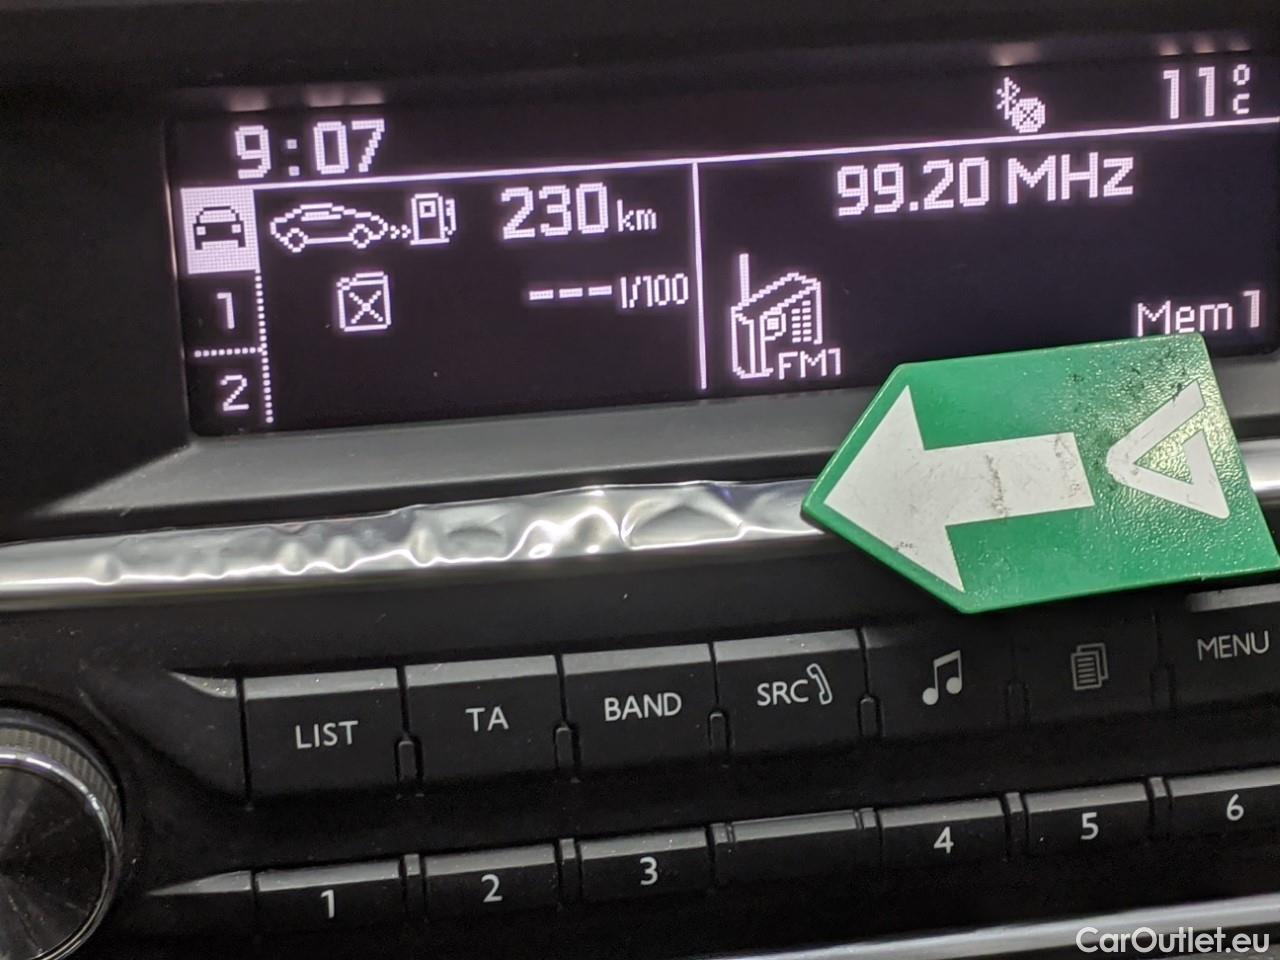 9:07
11°C
230 km
99.20 MHz
1
--- l/100
Mem 1
2
FM1
LIST
TA
BAND
SRC
MENU
1
2
3
4
5
6
CarOutlet.eu